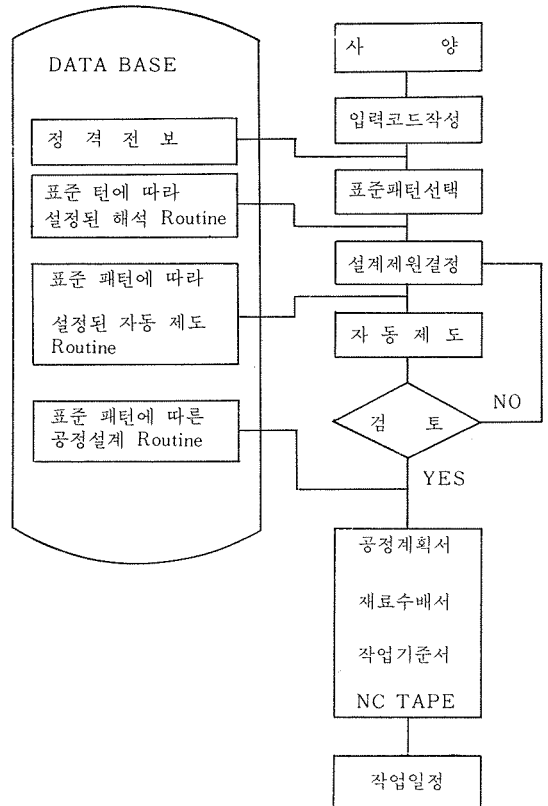 DATA BASE
정 격 전 보
표준 턴에 따라
설정된 해석 Routine
표준 패턴에 따라
설정된 자동 제도
Routine
표준 패턴에 따른
공정설계 Routine
사 양
입력코드작성
표준패턴선택
설계제원결정
자 동 제 도
검 토
NO
YES
공정계획서
재료수배서
작업기준서
NC TAPE
작업일정